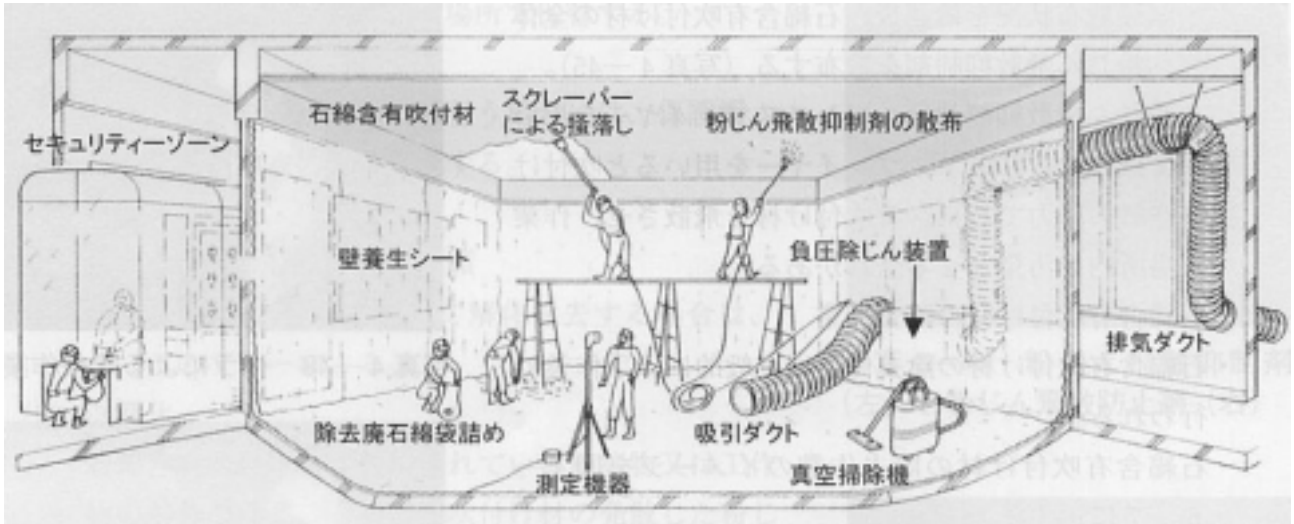 石綿含有吹付材
スクレーパー
による掻落し
粉じん飛散抑制剤の散布
セキュリティーゾーン
壁養生シート
負圧除じん装置
排気ダクト
除去廃石綿袋詰め
吸引ダクト
測定機器
真空掃除機